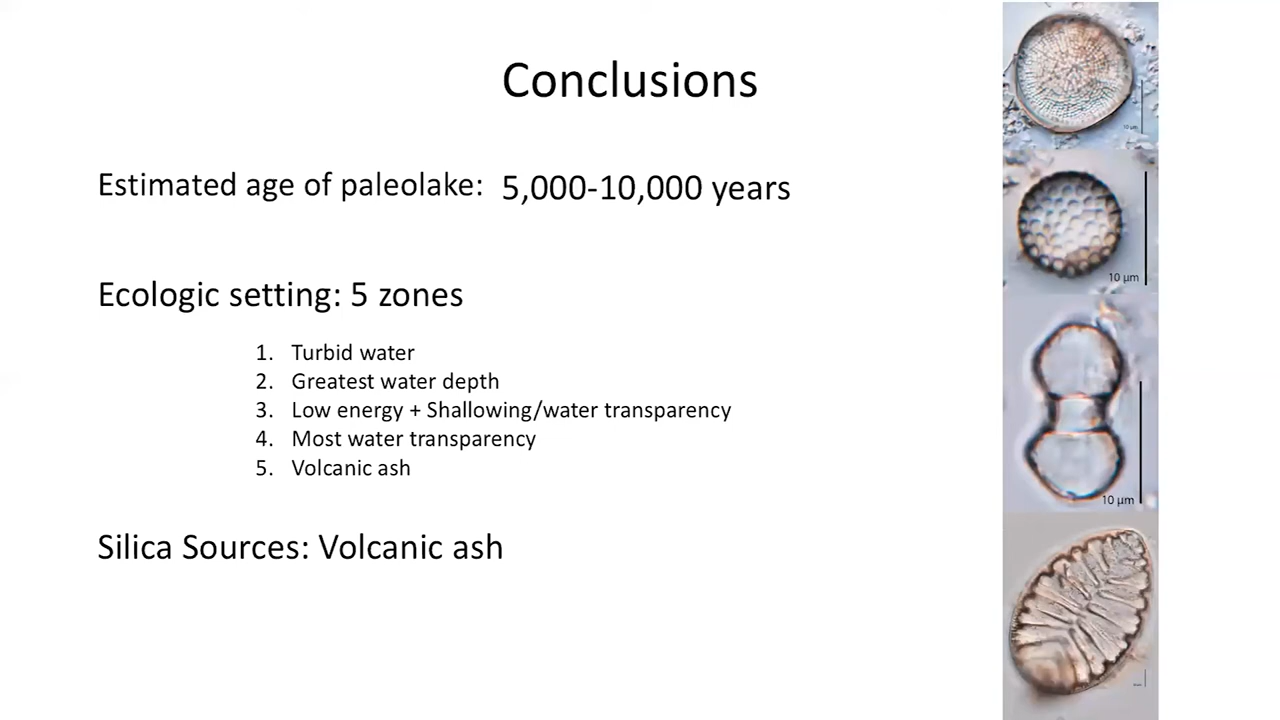 Conclusions
Estimated age of paleolake: 5,000-10,000 years
Ecologic setting: 5 zones
1. Turbid water
2. Greatest water depth
3. Low energy + Shallowing/water transparency
4. Most water transparency
5. Volcanic ash
Silica Sources: Volcanic ash
10 µm
10 µm
10 µm